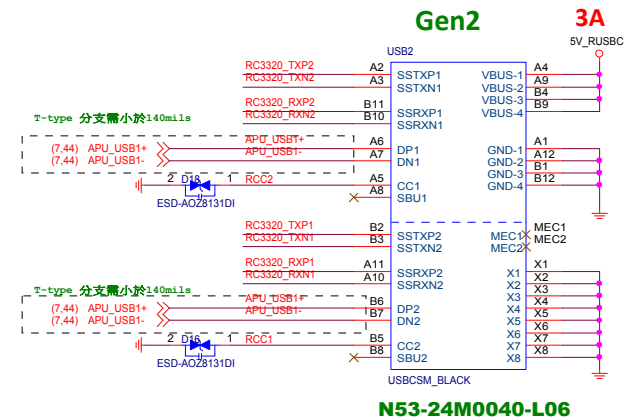 Gen2
3A
5V_RUSBC
USB2
RC3320_TXP2 A2 SSTXP1 VBUS-1 A4
RC3320_TXN2 A3 SSTXN1 VBUS-2 A9
VBUS-3 B4
RC3320_RXP2 B11 SSRXP1 VBUS-4 B9
RC3320_RXN2 B10 SSRXN1
T-type 分支需小於140mils
(7,44) APU_USB1+ APU_USB1+ A6 DP1 GND-1 A1
(7,44) APU_USB1- APU_USB1- A7 DN1 GND-2 A12
GND-3 B1
2 D18 1 RCC2 A5 CC1 GND-4 B12
A8 SBU1
ESD-AOZ8131DI
RC3320_TXP1 B2 SSTXP2 MEC1 MEC1
RC3320_TXN1 B3 SSTXN2 MEC2 MEC2
RC3320_RXP1 A11 SSRXP2 X1 X1
RC3320_RXN1 A10 SSRXN2 X2 X2
T-type 分支需小於140mils
X3 X3
(7,44) APU_USB1+ APU_USB1+ B6 DP2 X4 X4
(7,44) APU_USB1- APU_USB1- B7 DN2 X5 X5
X6 X6
2 D16 1 RCC1 B5 CC2 X7 X7
B8 SBU2 X8 X8
ESD-AOZ8131DI
USBCSM_BLACK
N53-24M0040-L06